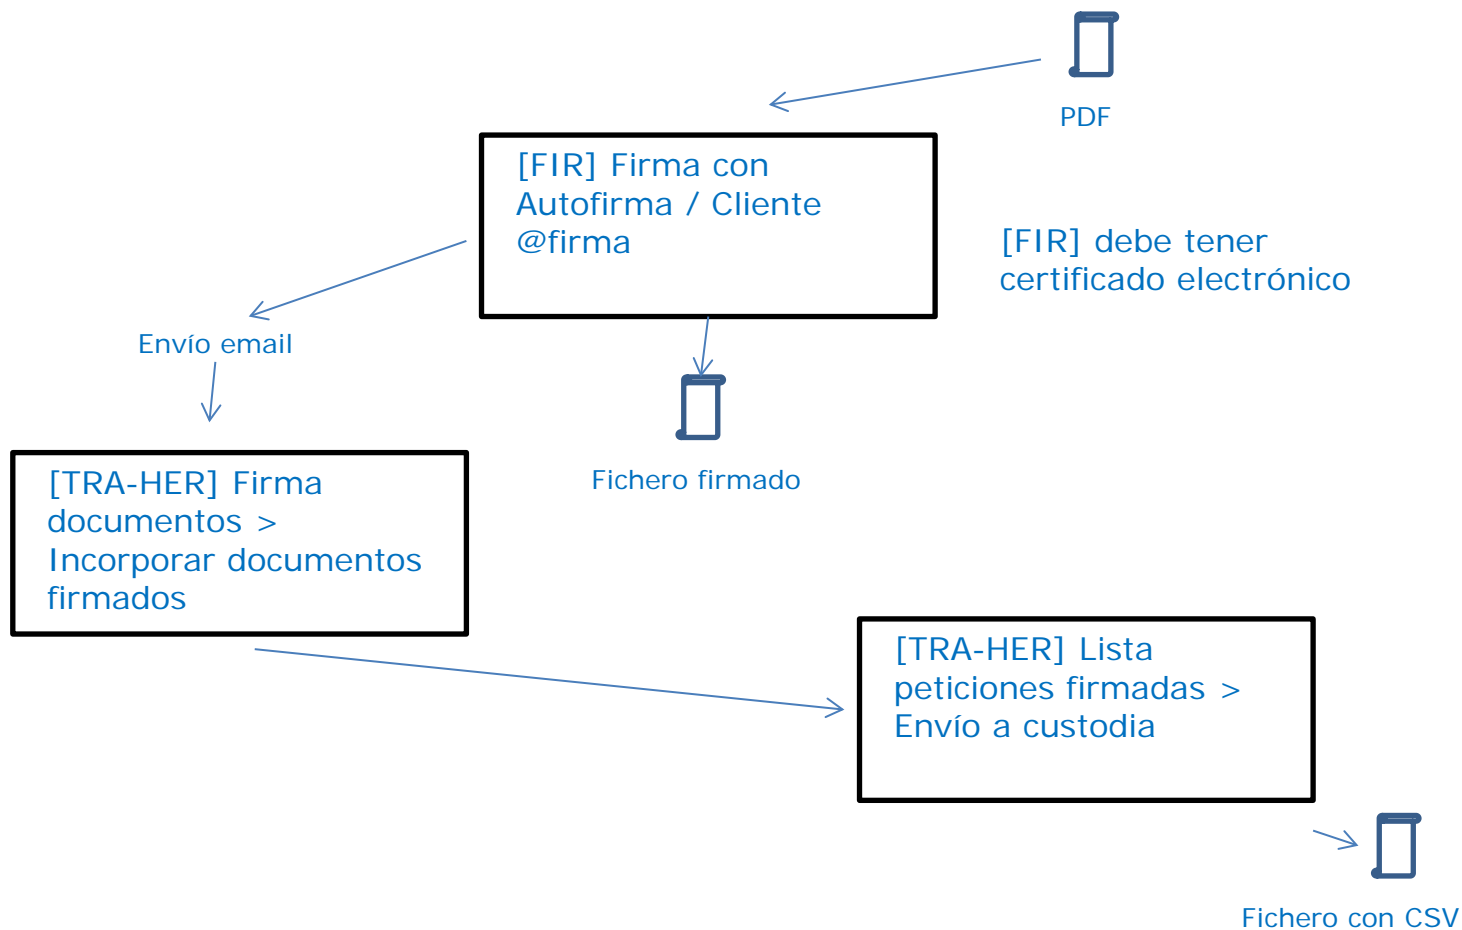 PDF
[FIR] Firma con
Autofirma / Cliente
@firma
[FIR] debe tener
certificado electrónico
Envío email
[TRA-HER] Firma
documentos >
Incorporar documentos
firmados
Fichero firmado
[TRA-HER] Lista
peticiones firmadas >
Envío a custodia
Fichero con CSV